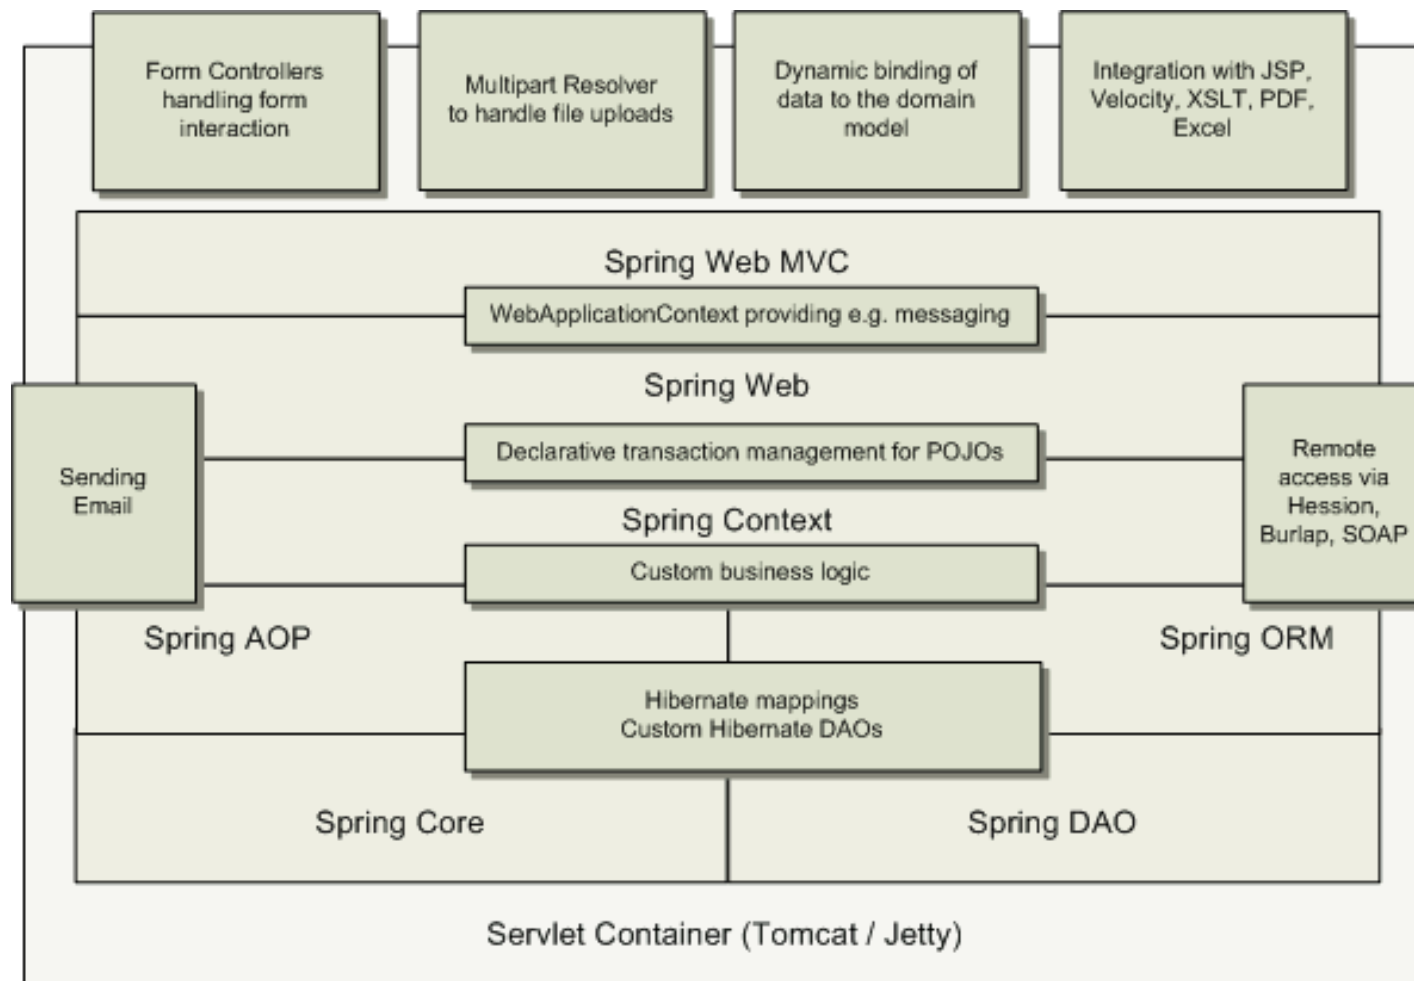 Form Controllers
handling form
interaction
Multipart Resolver
to handle file uploads
Dynamic binding of
data to the domain
model
Integration with JSP,
Velocity, XSLT, PDF,
Excel
Spring Web MVC
WebApplicationContext providing e.g. messaging
Spring Web
Declarative transaction management for POJOs
Sending
Email
Remote
access via
Hession,
Burlap, SOAP
Spring Context
Custom business logic
Spring AOP
Spring ORM
Hibernate mappings
Custom Hibernate DAOs
Spring Core
Spring DAO
Servlet Container (Tomcat / Jetty)